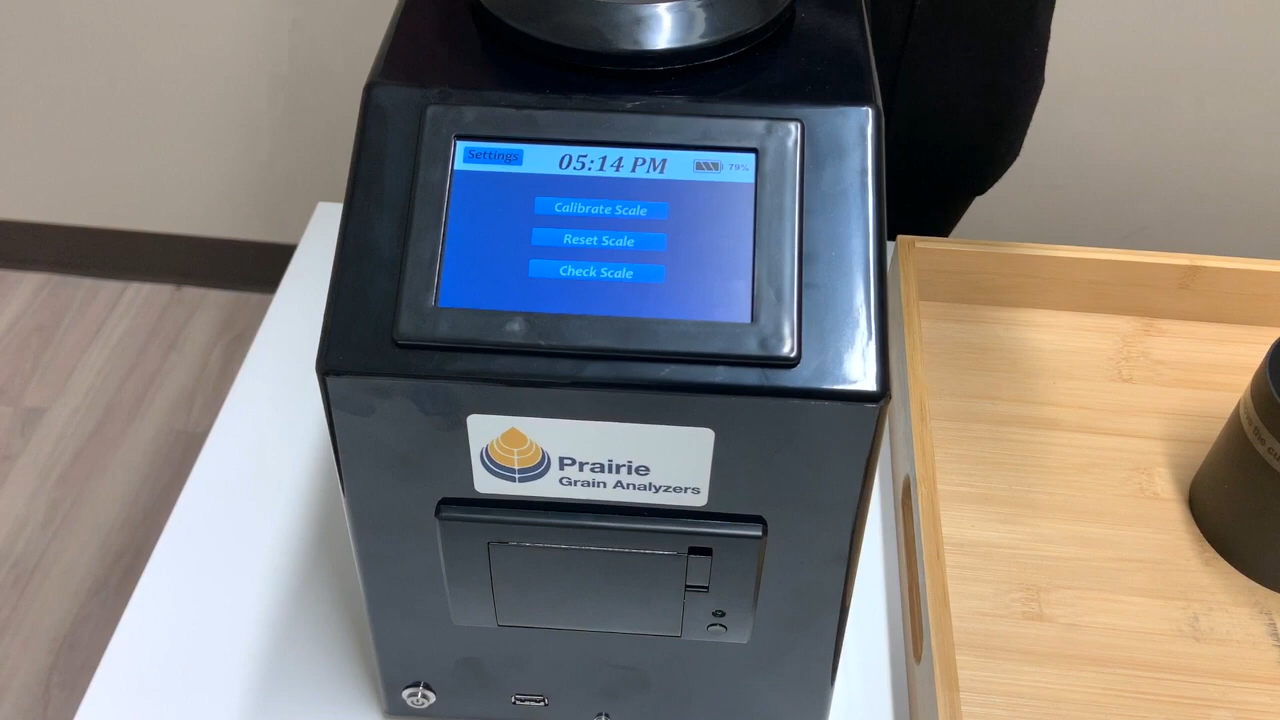 Settings
05:14 PM
79%
Calibrate Scale
Reset Scale
Check Scale
Prairie
Grain Analyzers